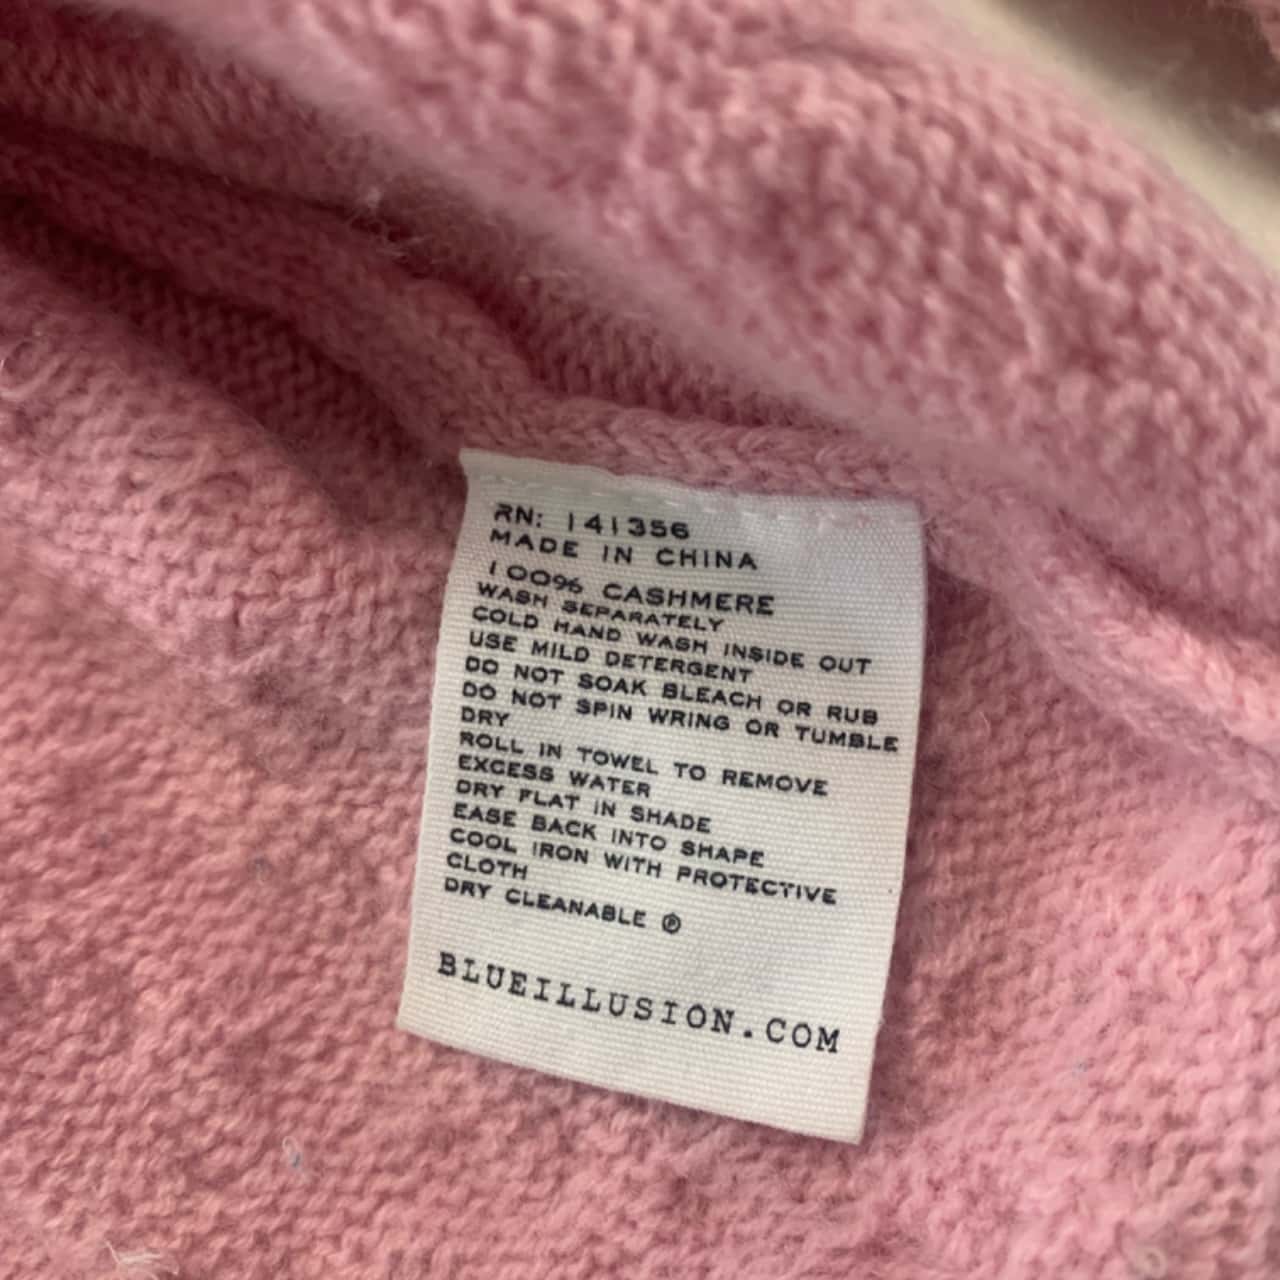 RN: 141356
MADE IN CHINA
100% CASHMERE
WASH SEPARATELY
COLD HAND WASH INSIDE OUT
USE MILD DETERGENT
DO NOT SOAK BLEACH OR RUB
DO NOT SPIN WRING OR TUMBLE
DRY
ROLL IN TOWEL TO REMOVE
EXCESS WATER
DRY FLAT IN SHADE
EASE BACK INTO SHAPE
COOL IRON WITH PROTECTIVE
CLOTH
DRY CLEANABLE Ⓟ
BLUEILLUSION.COM